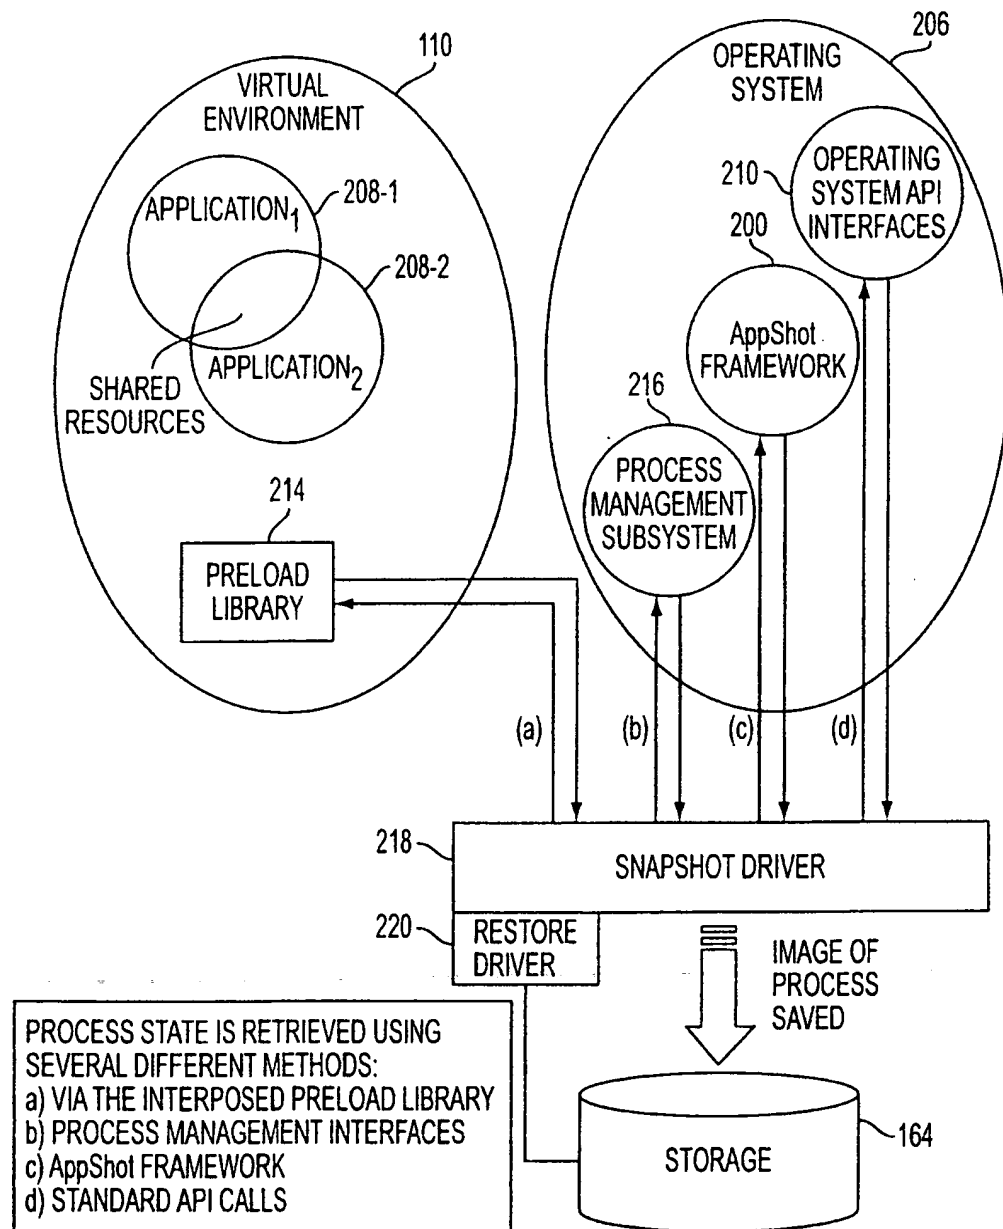 110
VIRTUAL
ENVIRONMENT
APPLICATION1
208-1
208-2
APPLICATION2
SHARED
RESOURCES
214
PRELOAD
LIBRARY
206
OPERATING
SYSTEM
210
OPERATING
SYSTEM API
INTERFACES
200
AppShot
FRAMEWORK
216
PROCESS
MANAGEMENT
SUBSYSTEM
(a)
(b)
(c)
(d)
218
SNAPSHOT DRIVER
220
RESTORE
DRIVER
IMAGE OF
PROCESS
SAVED
STORAGE
164
PROCESS STATE IS RETRIEVED USING
SEVERAL DIFFERENT METHODS:
a) VIA THE INTERPOSED PRELOAD LIBRARY
b) PROCESS MANAGEMENT INTERFACES
c) AppShot FRAMEWORK
d) STANDARD API CALLS